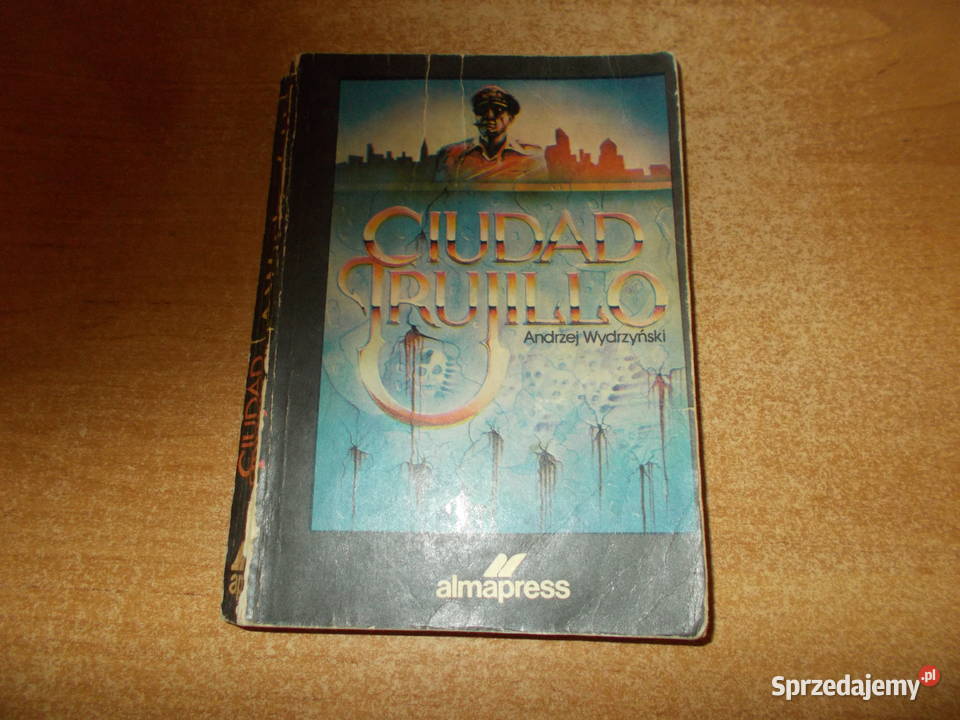 CIUDAD
TRUJILLO
Andrzej Wydrzyński
almapress
CIUDAD
Sprzedajemy.pl